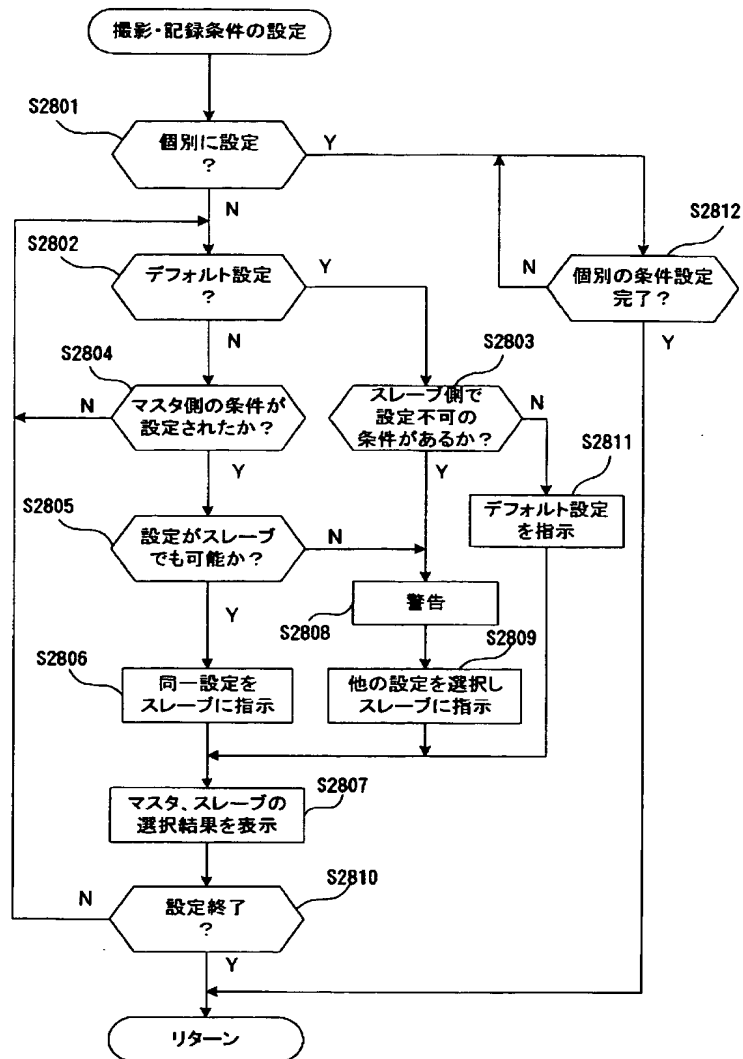 撮影・記録条件の設定
S2801
個別に設定
？
Y
N
S2802
デフォルト設定
？
Y
N
S2812
個別の条件設定
完了？
N
Y
S2804
マスタ側の条件が
設定されたか？
N
Y
S2803
スレーブ側で
設定不可の
条件があるか？
N
Y
S2811
デフォルト設定
を指示
S2805
設定がスレーブ
でも可能か？
N
Y
警告
S2808
S2806
同一設定を
スレーブに指示
S2809
他の設定を選択し
スレーブに指示
S2807
マスタ、スレーブの
選択結果を表示
S2810
設定終了
？
N
Y
リターン